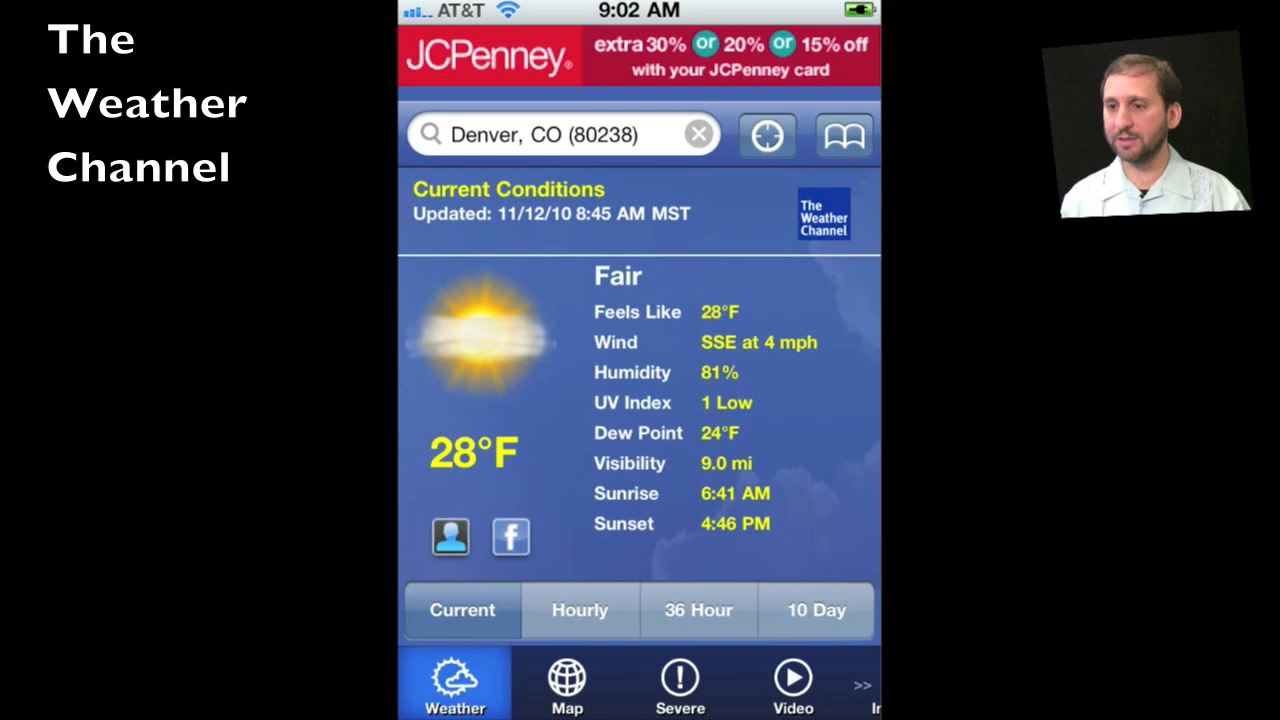 The
Weather
Channel
AT&T 9:02 AM
JCPenney®
extra 30% or 20% or 15% off
with your JCPenney card
Denver, CO (80238)
Current Conditions
Updated: 11/12/10 8:45 AM MST
The
Weather
Channel
Fair
Feels Like 28°F
Wind SSE at 4 mph
Humidity 81%
UV Index 1 Low
Dew Point 24°F
Visibility 9.0 mi
Sunrise 6:41 AM
Sunset 4:46 PM
28°F
f
Current Hourly 36 Hour 10 Day
Weather Map Severe Video >>